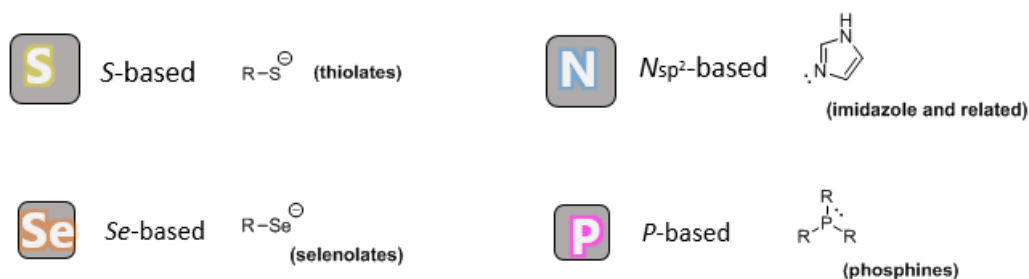 S S-based R–S⊖ (thiolates)
N Nsp²-based H N N (imidazole and related)
Se Se-based R–Se⊖ (selenolates)
P P-based R R P R (phosphines)